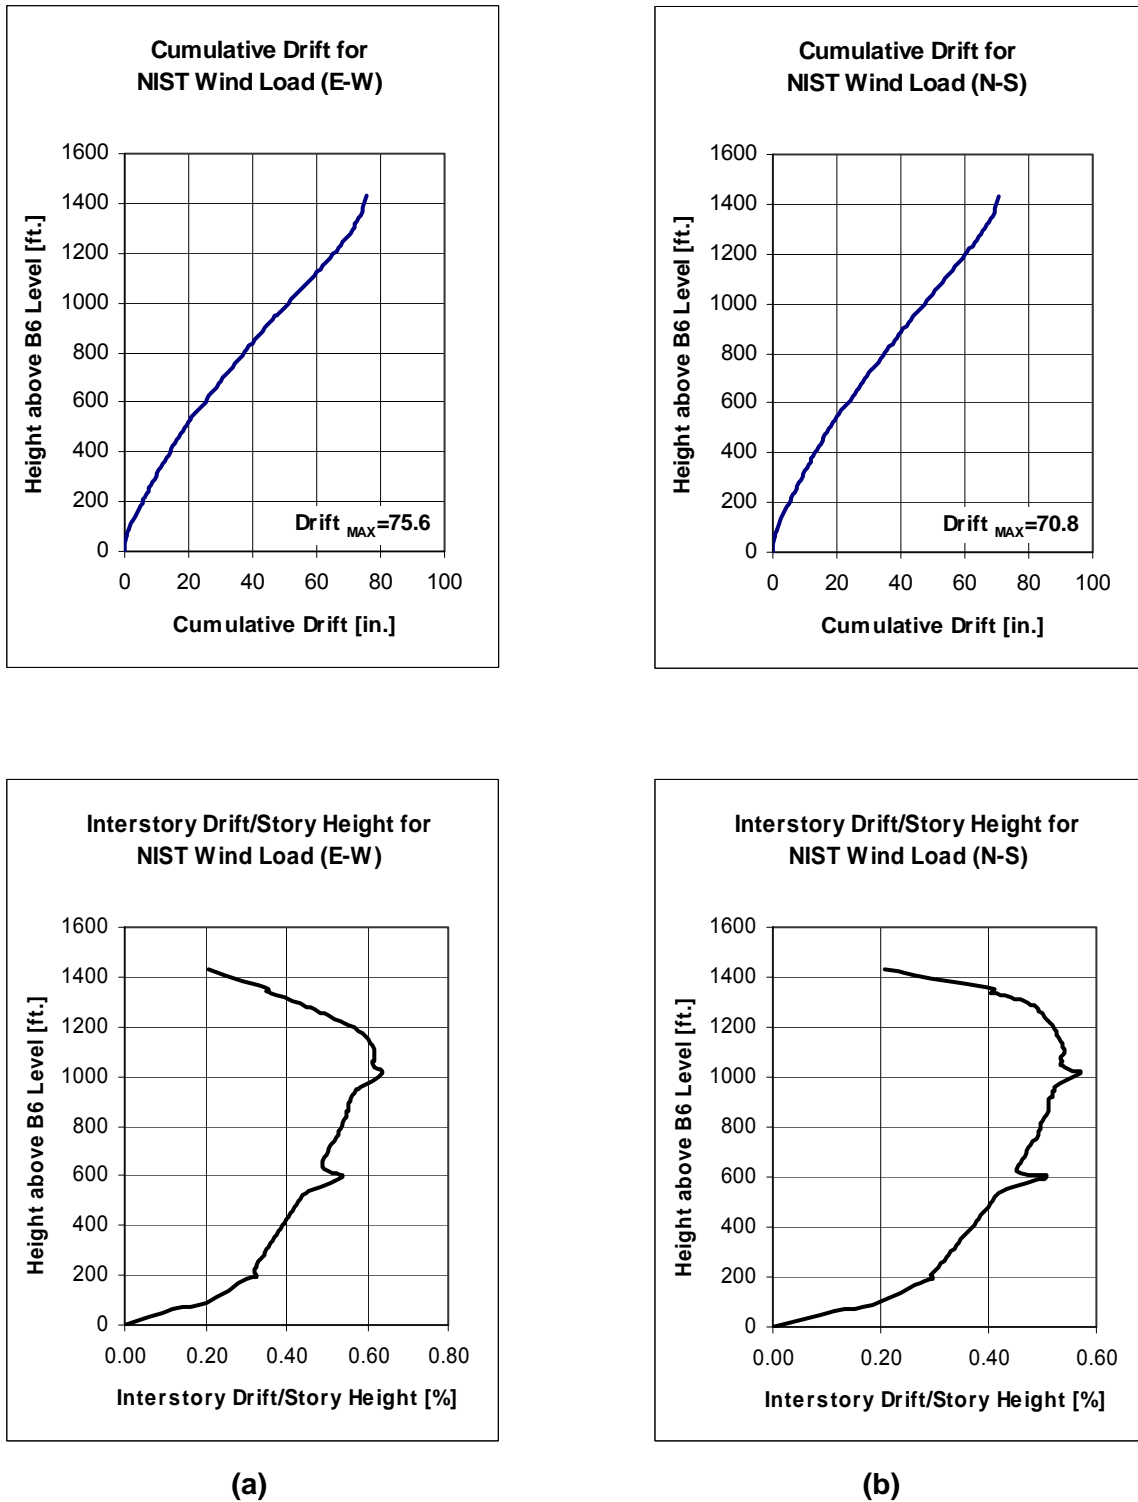 Cumulative Drift for
NIST Wind Load (E-W)
Height above B6 Level [ft.]
1600
1400
1200
1000
800
600
400
200
0
Drift MAX=75.6
0 20 40 60 80 100
Cumulative Drift [in.]
Cumulative Drift for
NIST Wind Load (N-S)
Height above B6 Level [ft.]
1600
1400
1200
1000
800
600
400
200
0
Drift MAX=70.8
0 20 40 60 80 100
Cumulative Drift [in.]
Interstory Drift/Story Height for
NIST Wind Load (E-W)
Height above B6 Level [ft.]
1600
1400
1200
1000
800
600
400
200
0
0.00 0.20 0.40 0.60 0.80
Interstory Drift/Story Height [%]
Interstory Drift/Story Height for
NIST Wind Load (N-S)
Height above B6 Level [ft.]
1600
1400
1200
1000
800
600
400
200
0
0.00 0.20 0.40 0.60
Interstory Drift/Story Height [%]
(a)
(b)